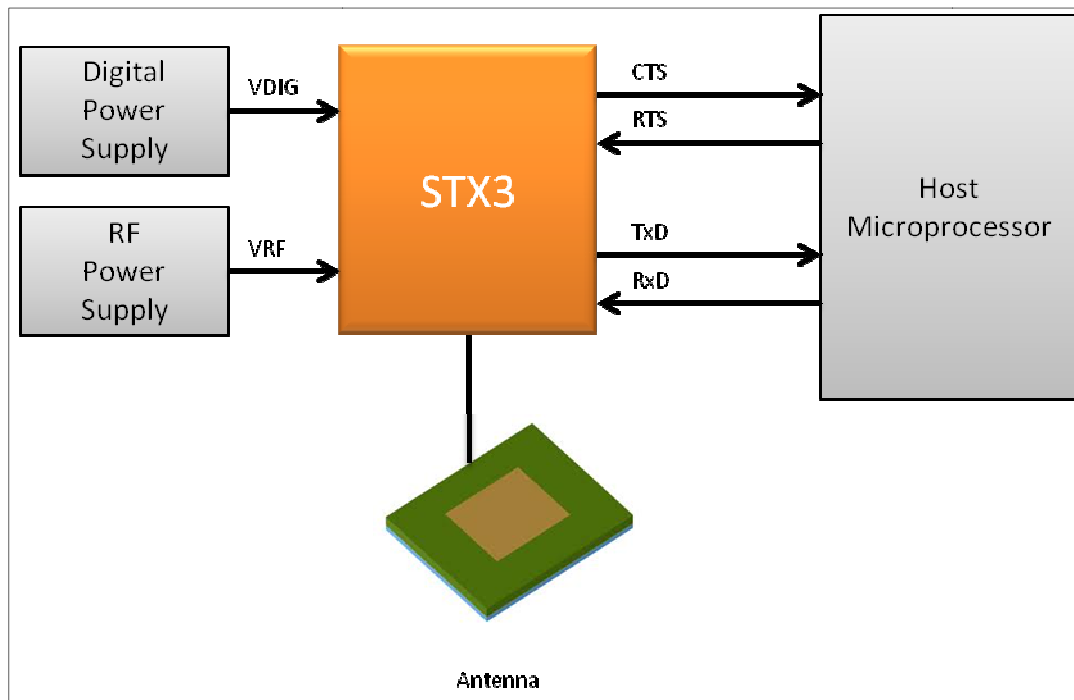 Digital
Power
Supply
VDIG
RF
Power
Supply
VRF
STX3
CTS
RTS
TxD
RxD
Host
Microprocessor
Antenna